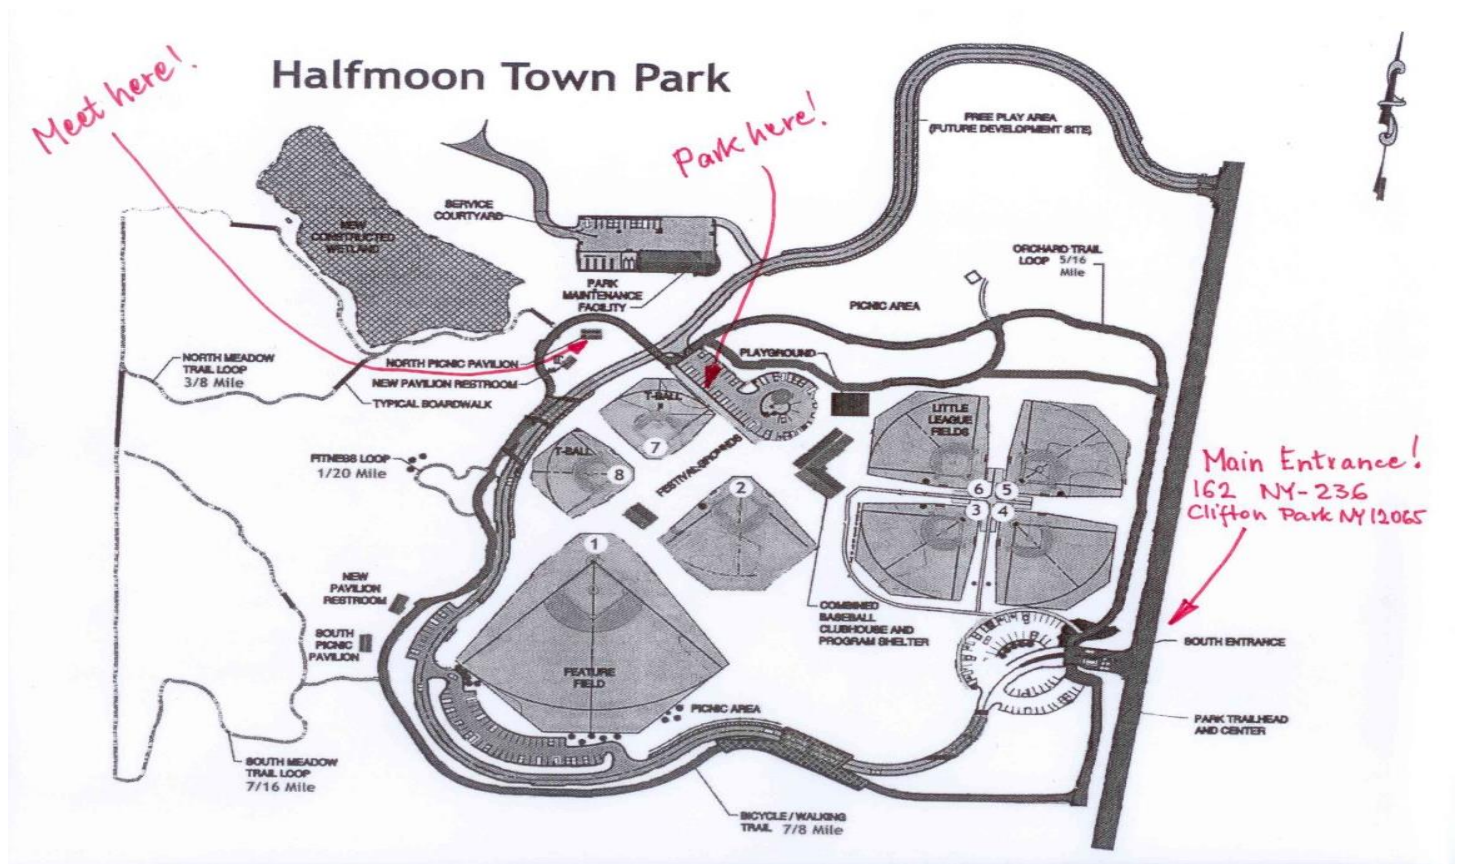 Halfmoon Town Park
Meet here!
Park here!
FREE PLAY AREA
(FUTURE DEVELOPMENT SITE)
SERVICE
COURTYARD
NEW
CONSTRUCTED
WETLAND
ORCHARD TRAIL
LOOP 5/16
Mile
PARK
MAINTENANCE
FACILITY
PICNIC AREA
NORTH MEADOW
TRAIL LOOP
3/8 Mile
NORTH PICNIC PAVILION
NEW PAVILION RESTROOM
TYPICAL BOARDWALK
PLAYGROUND
T-BALL
7
LITTLE
LEAGUE
FIELDS
FITNESS LOOP
1/20 Mile
T-BALL
8
FESTIVAL GROUNDS
2
6
5
3
4
Main Entrance!
162 NY-236
Clifton Park NY 12065
1
NEW
PAVILION
RESTROOM
SOUTH
PICNIC
PAVILION
COMBINED
BASEBALL
CLUBHOUSE AND
PROGRAM SHELTER
SOUTH ENTRANCE
FEATURE
FIELD
PICNIC AREA
PARK TRAILHEAD
AND CENTER
SOUTH MEADOW
TRAIL LOOP
7/16 Mile
BICYCLE / WALKING
TRAIL 7/8 Mile